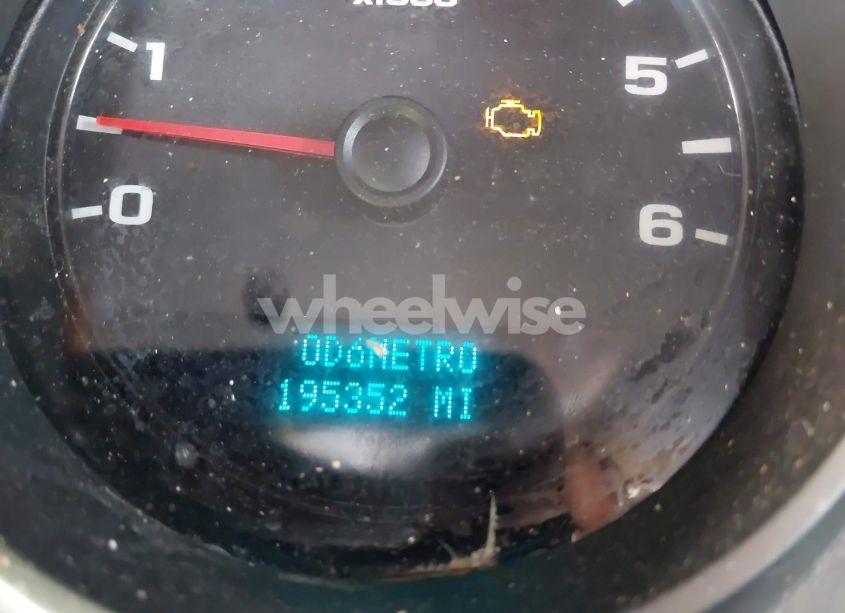 x1000
1
5
0
6
wheelwise
ODóMETRO
195352 MI